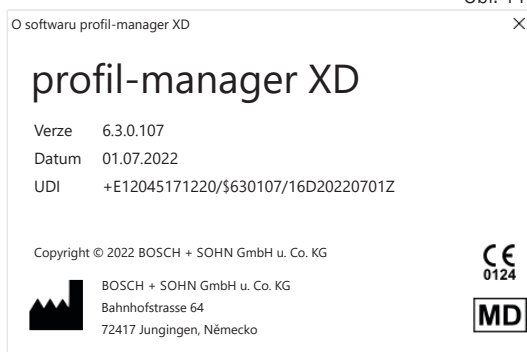 O softwaru profil-manager XD
profil-manager XD
Verze 6.3.0.107
Datum 01.07.2022
UDI +E12045171220/$630107/16D20220701Z
Copyright © 2022 BOSCH + SOHN GmbH u. Co. KG
BOSCH + SOHN GmbH u. Co. KG
Bahnhofstrasse 64
72417 Jungingen, Německo
CE
0124
MD